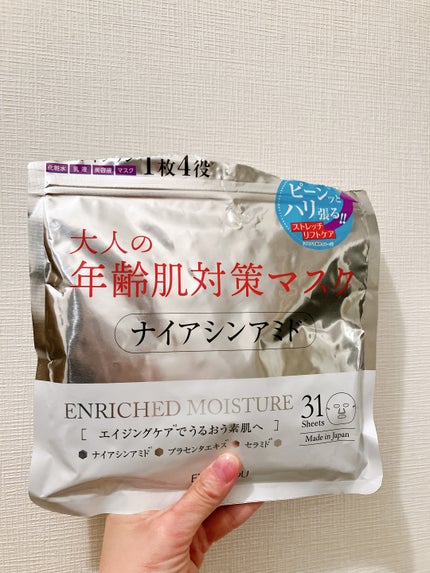 化粧水 乳液 美容液 マスク
1枚4役
ピーンッと
ハリ張る!!
ストレッチ
リフトケア
大人の
年齢肌対策マスク
ナイアシンアミド
ENRICHED MOISTURE
[ エイジングケア*でうるおう素肌へ ]
ナイアシンアミド プラセンタエキス セラミド
31
Sheets
Made in Japan